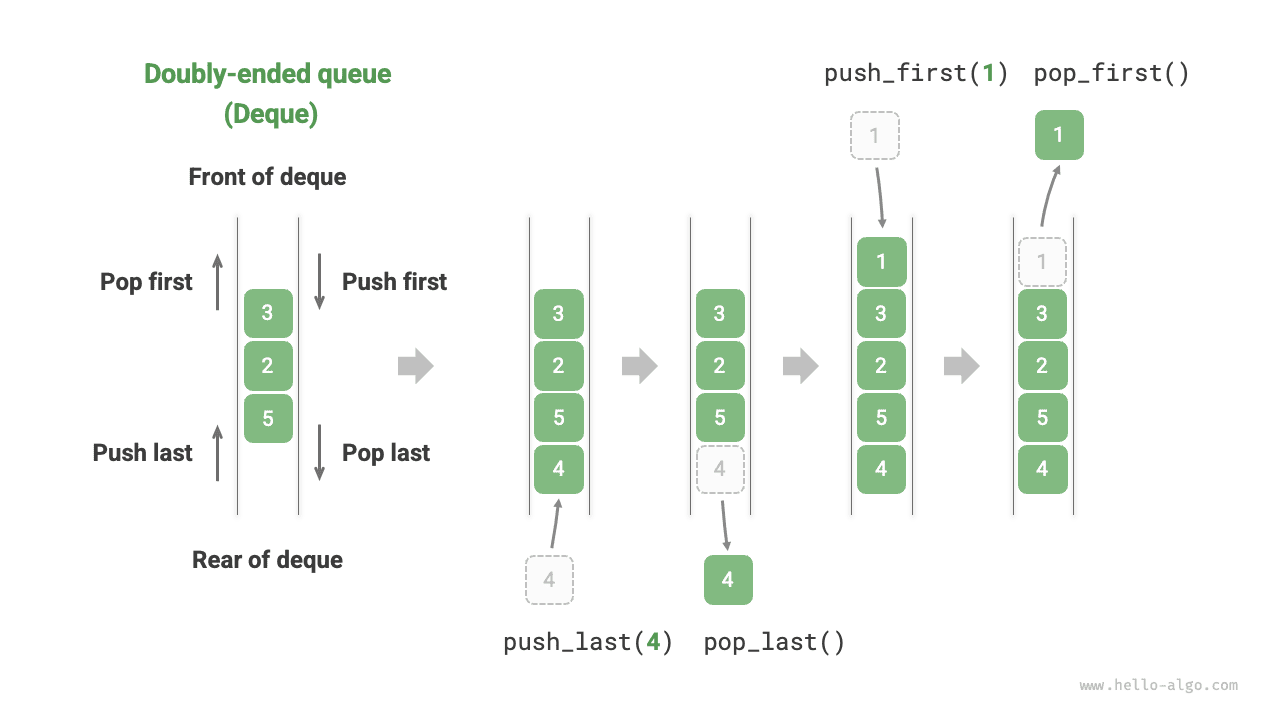 Doubly-ended queue
(Deque)
Front of deque
Pop first
Push first
3
2
5
Push last
Pop last
Rear of deque
3
2
5
4
4
push_last(4)
3
2
5
4
4
pop_last()
push_first(1)
1
1
3
2
5
4
pop_first()
1
1
3
2
5
4
www.hello-algo.com